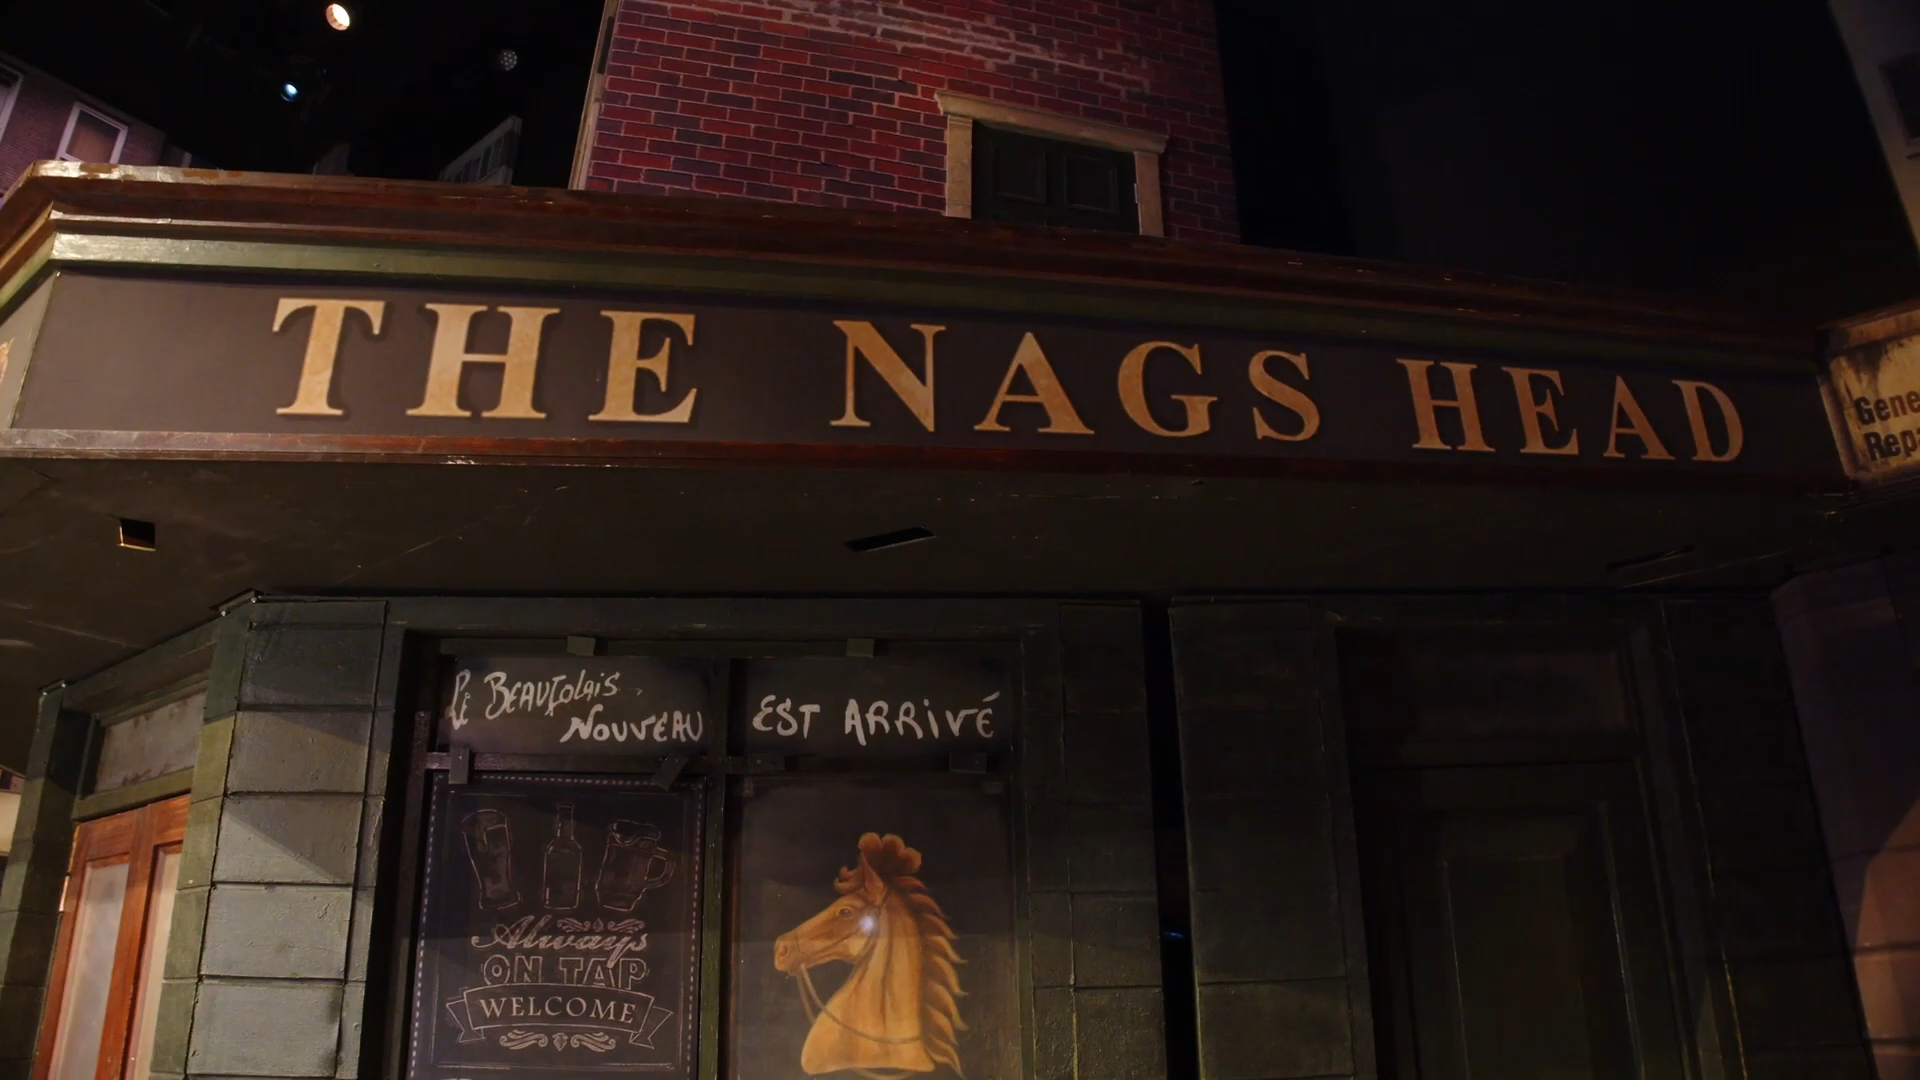 THE NAGS HEAD
Le BEAUJolais
NOUVEAU
EST ARRIVÉ
Always
ON TAP
WELCOME